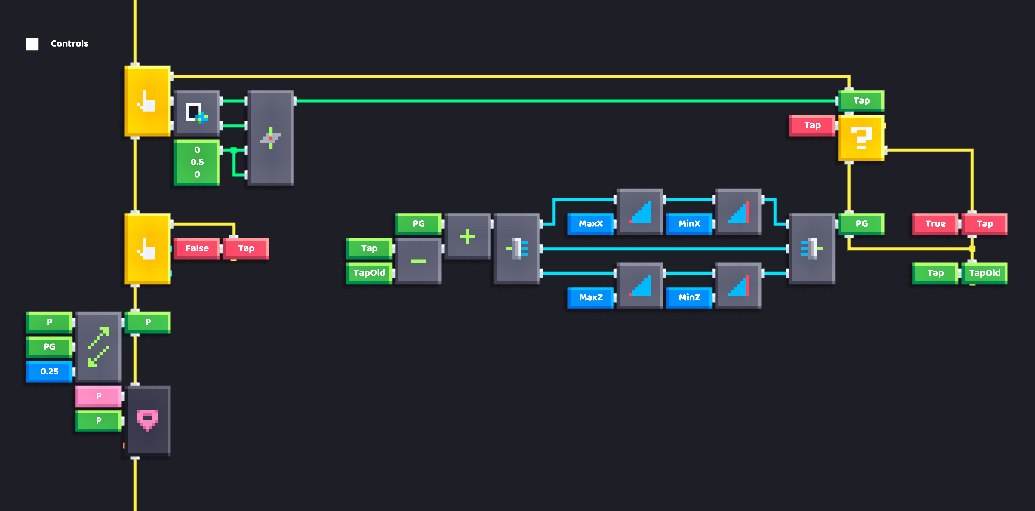 Controls
Tap
Tap
?
0
0.5
0
PG
MaxX
MinX
PG
True
Tap
False
Tap
Tap
TapOld
MaxZ
MinZ
Tap
TapOld
P
P
PG
0.25
P
P